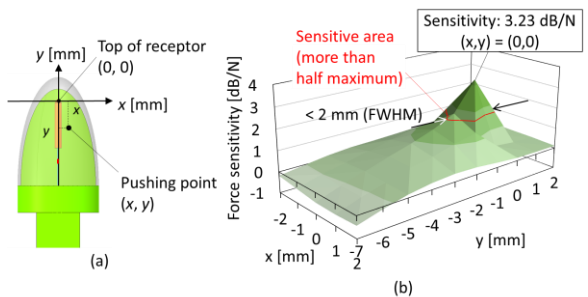 y [mm]
Top of receptor
(0, 0)
x [mm]
x
y
Pushing point
(x, y)
(a)
Sensitivity: 3.23 dB/N
(x,y) = (0,0)
Sensitive area
(more than
half maximum)
< 2 mm (FWHM)
Force sensitivity [dB/N]
4
3
2
1
0
-1
-2
-1
0
1
2
x [mm]
-7
-6
-5
-4
-3
-2
-1
0
1
2
y [mm]
(b)